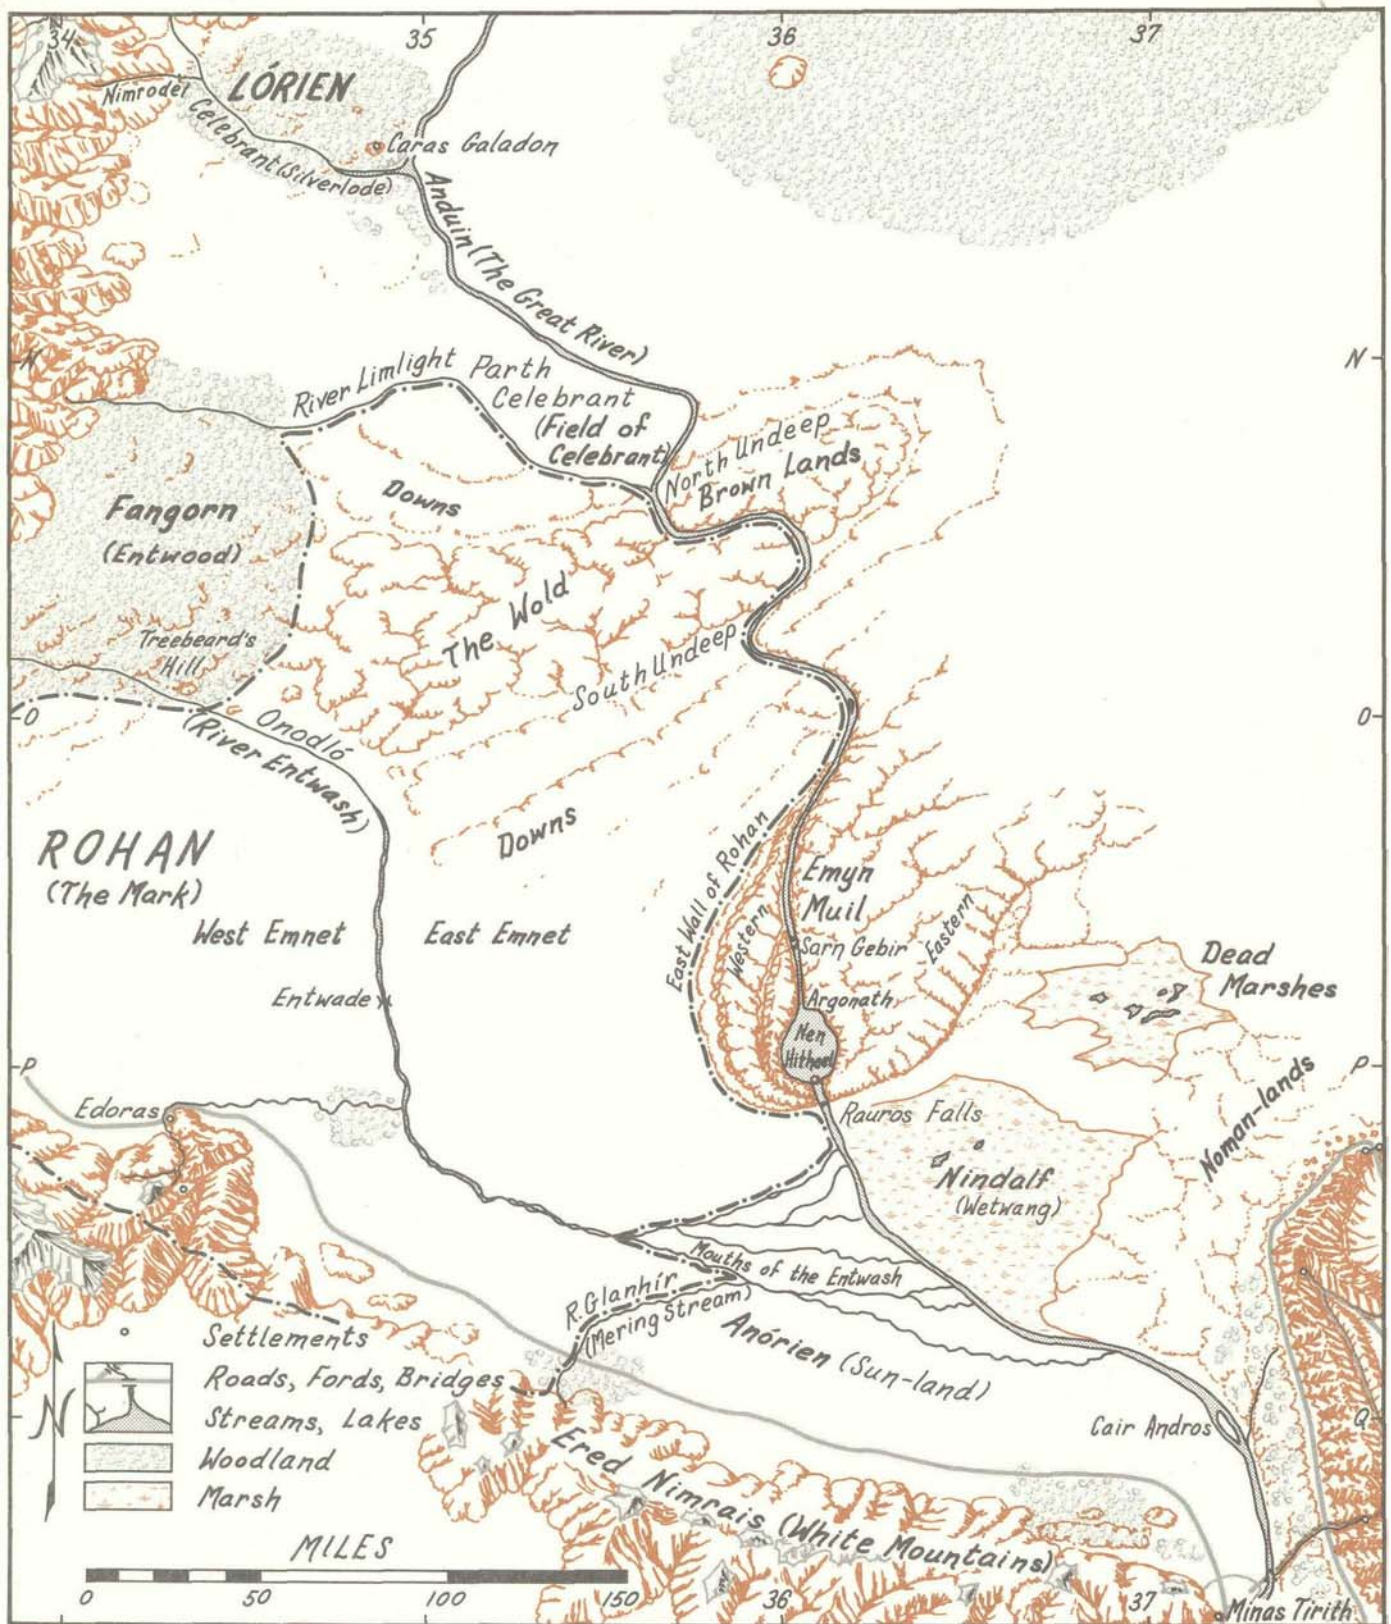 34
35
36
37
Nimrodel
LÓRIEN
Celebrant (Silverlode)
Caras Galadon
Anduin (The Great River)
N
N
River Limlight
Parth
Celebrant
(Field of
Celebrant)
North Undeep
Brown Lands
Downs
Fangorn
(Entwood)
The Wold
Treebeard's
Hill
South Undeep
O
O
Onodló
(River Entwash)
Downs
ROHAN
(The Mark)
East Wall of Rohan
Western
Emyn
Muil
Eastern
West Emnet
East Emnet
Sarn Gebir
Dead
Marshes
Entwade
Argonath
Nen
Hithoel
P
P
Edoras
Rauros Falls
Noman-lands
Nindalf
(Wetwang)
Mouths of the Entwash
R. Glanhír
(Mering Stream)
Anórien (Sun-land)
Settlements
Roads, Fords, Bridges
Streams, Lakes
Woodland
Marsh
N
Q
Cair Andros
Ered Nimrais (White Mountains)
MILES
0
50
100
150
36
37
Minas Tirith